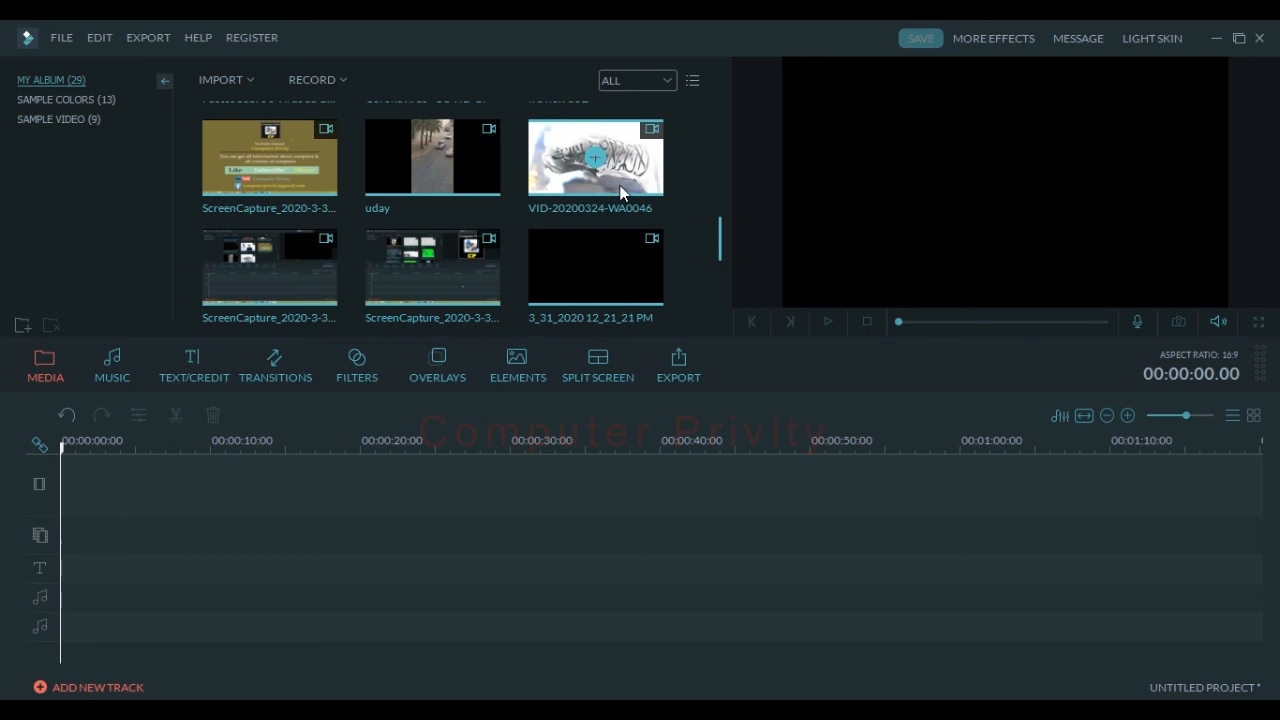 FILE EDIT EXPORT HELP REGISTER SAVE MORE EFFECTS MESSAGE LIGHT SKIN
MY ALBUM (29)
SAMPLE COLORS (13)
SAMPLE VIDEO (9)
IMPORT RECORD ALL
Like
ScreenCapture_2020-3-3... uday VID-20200324-WA0046
ScreenCapture_2020-3-3... ScreenCapture_2020-3-3... 3_31_2020 12_21_21 PM
MEDIA MUSIC TEXT/CREDIT TRANSITIONS FILTERS OVERLAYS ELEMENTS SPLIT SCREEN EXPORT
ASPECT RATIO: 16:9
00:00:00.00
Computer Privity
00:00:00:00 00:00:10:00 00:00:20:00 00:00:30:00 00:00:40:00 00:00:50:00 00:01:00:00 00:01:10:00
ADD NEW TRACK
UNTITLED PROJECT *